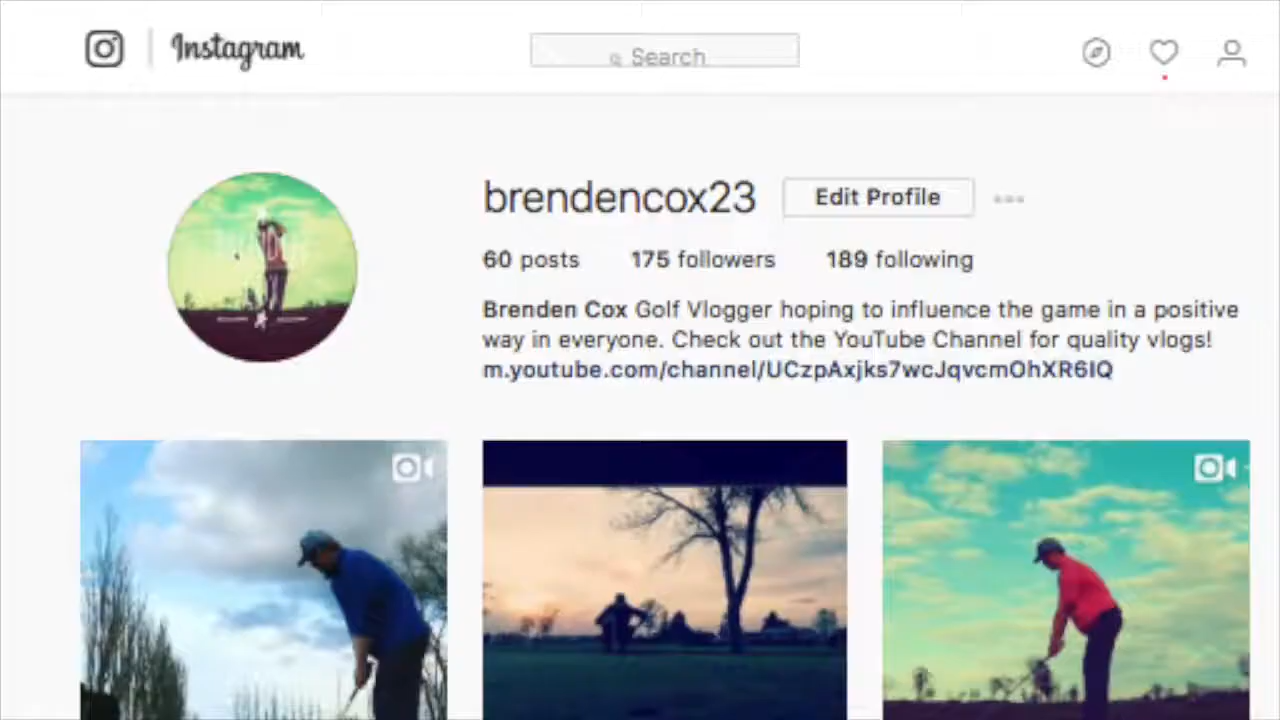 Instagram
Search
brendencox23 Edit Profile
60 posts 175 followers 189 following
Brenden Cox Golf Vlogger hoping to influence the game in a positive
way in everyone. Check out the YouTube Channel for quality vlogs!
m.youtube.com/channel/UCzpAxjks7wcJqvcmOhXR6IQ